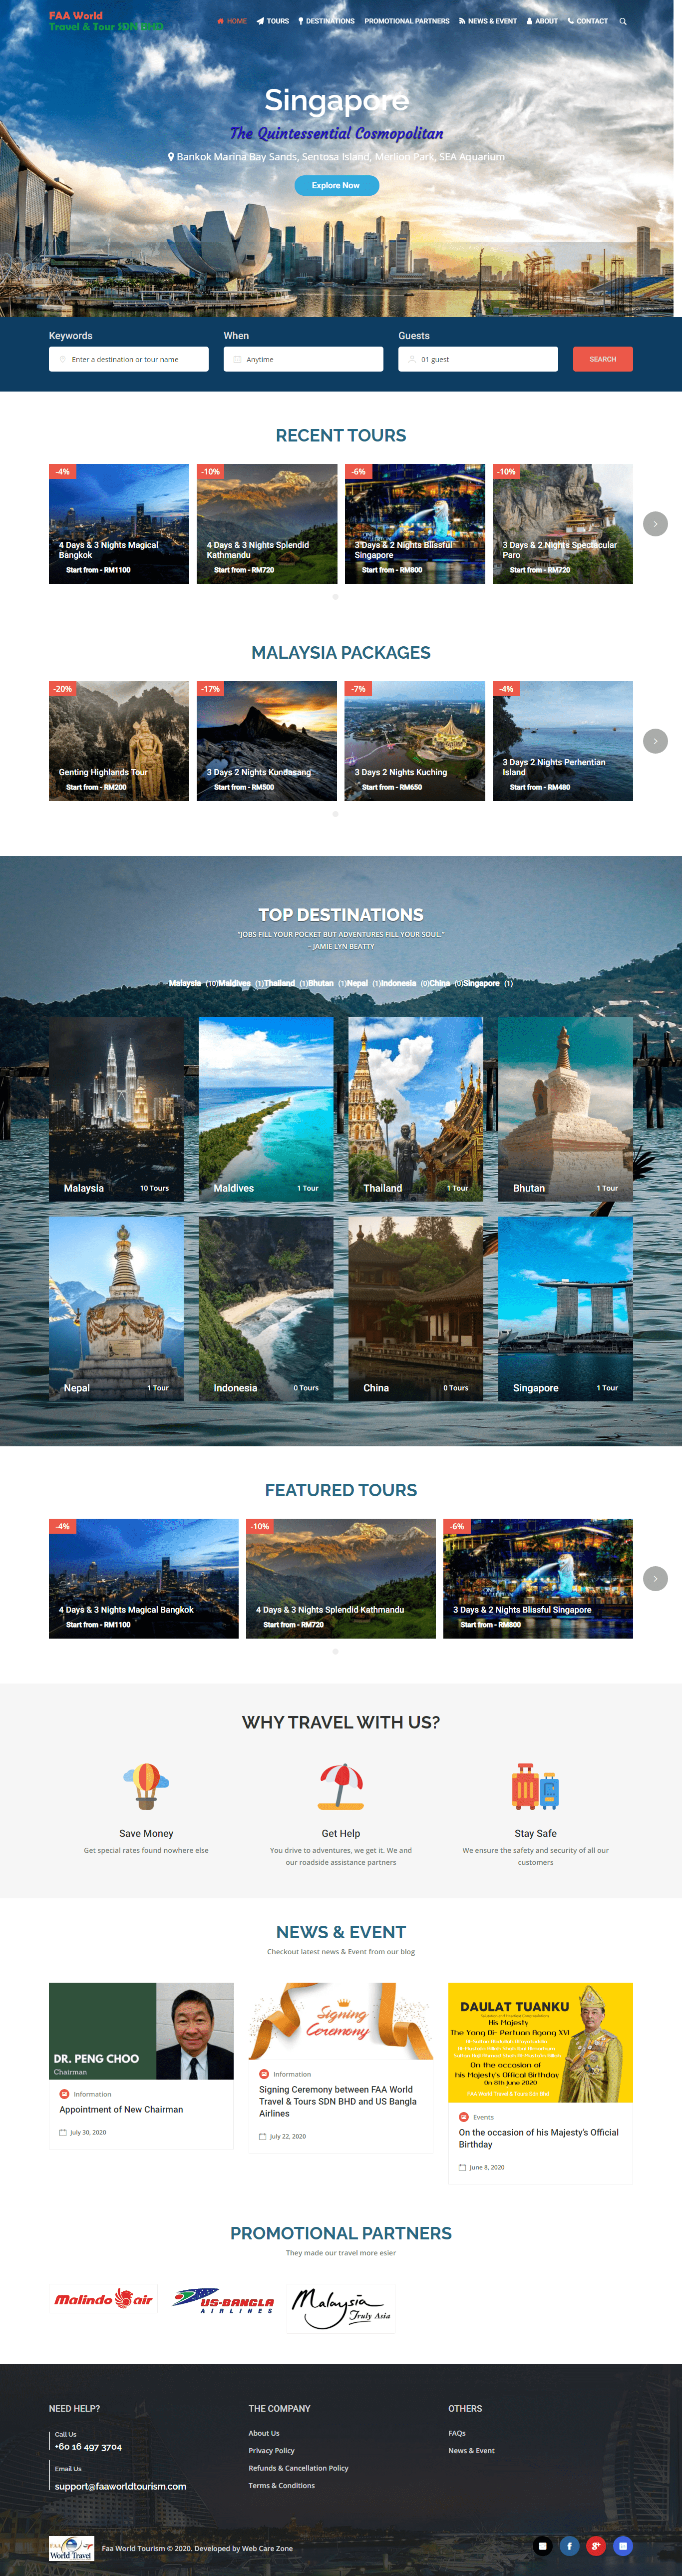 FAA World
Travel & Tour SDN BHD
HOME TOURS DESTINATIONS PROMOTIONAL PARTNERS NEWS & EVENT ABOUT CONTACT
Singapore
The Quintessential Cosmopolitan
Bankok Marina Bay Sands, Sentosa Island, Merlion Park, SEA Aquarium
Explore Now
Keywords When Guests
Enter a destination or tour name Anytime 01 guest SEARCH
RECENT TOURS
-4% -10% -6% -10%
4 Days & 3 Nights Magical Bangkok
Start from - RM1100
4 Days & 3 Nights Splendid Kathmandu
Start from - RM720
3 Days & 2 Nights Blissful Singapore
Start from - RM800
3 Days & 2 Nights Spectacular Paro
Start from - RM720
MALAYSIA PACKAGES
-20% -17% -7% -4%
Genting Highlands Tour
Start from - RM200
3 Days 2 Nights Kundasang
Start from - RM500
3 Days 2 Nights Kuching
Start from - RM650
3 Days 2 Nights Perhentian Island
Start from - RM480
TOP DESTINATIONS
"JOBS FILL YOUR POCKET BUT ADVENTURES FILL YOUR SOUL."
– JAMIE LYN BEATTY
Malaysia (10)Maldives (1)Thailand (1)Bhutan (1)Nepal (1)Indonesia (0)China (0)Singapore (1)
Malaysia 10 Tours
Maldives 1 Tour
Thailand 1 Tour
Bhutan 1 Tour
Nepal 1 Tour
Indonesia 0 Tours
China 0 Tours
Singapore 1 Tour
FEATURED TOURS
-4% -10% -6%
4 Days & 3 Nights Magical Bangkok
Start from - RM1100
4 Days & 3 Nights Splendid Kathmandu
Start from - RM720
3 Days & 2 Nights Blissful Singapore
Start from - RM800
WHY TRAVEL WITH US?
Save Money
Get special rates found nowhere else
Get Help
You drive to adventures, we get it. We and
our roadside assistance partners
Stay Safe
We ensure the safety and security of all our
customers
NEWS & EVENT
Checkout latest news & Event from our blog
DR. PENG CHOO
Chairman
Information
Appointment of New Chairman
July 30, 2020
Signing
Ceremony
Information
Signing Ceremony between FAA World
Travel & Tours SDN BHD and US Bangla
Airlines
July 22, 2020
DAULAT TUANKU
His Majesty
The Yang Di- Pertuan Agong XVI
On the occasion of
his Majesty's Offical Birthday
On 8th June 2020
FAA World Travel & Tours Sdn Bhd
Events
On the occasion of his Majesty's Official
Birthday
June 8, 2020
PROMOTIONAL PARTNERS
They made our travel more esier
Malindo air
US-BANGLA
AIRLINES
Malaysia
Truly Asia
NEED HELP?
Call Us
+60 16 497 3704
Email Us
support@faaworldtourism.com
THE COMPANY
About Us
Privacy Policy
Refunds & Cancellation Policy
Terms & Conditions
OTHERS
FAQs
News & Event
FAA
World Travel
Faa World Tourism © 2020. Developed by Web Care Zone